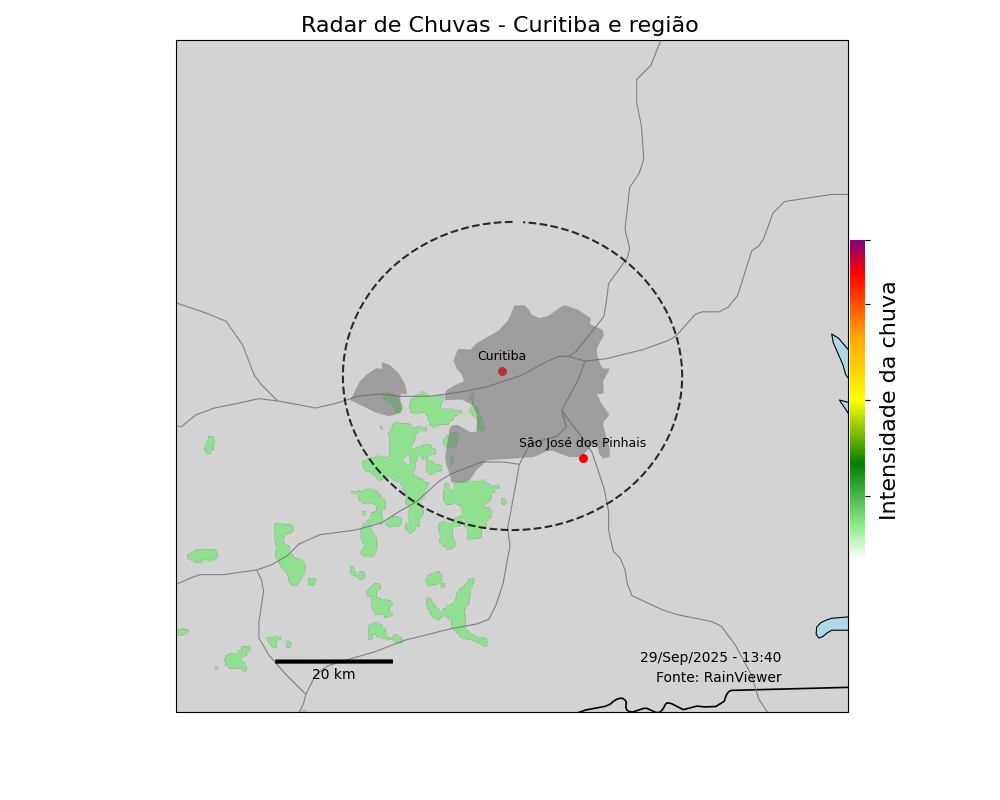 Radar de Chuvas - Curitiba e região
Curitiba
São José dos Pinhais
Intensidade da chuva
29/Sep/2025 - 13:40
Fonte: RainViewer
20 km